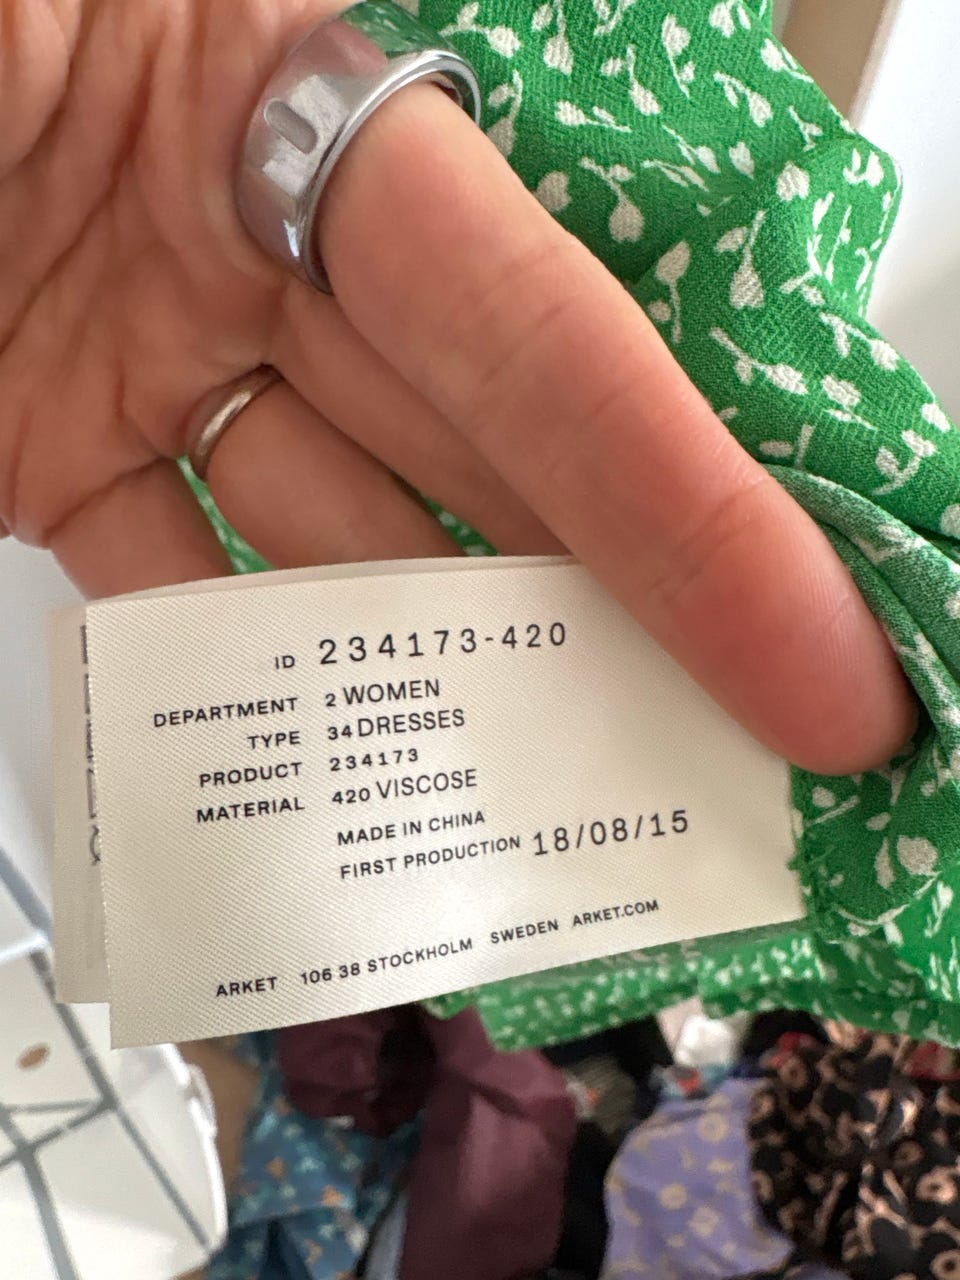 ID 234173-420
DEPARTMENT 2 WOMEN
TYPE 34 DRESSES
PRODUCT 234173
MATERIAL 420 VISCOSE
MADE IN CHINA
FIRST PRODUCTION 18/08/15
ARKET 106 38 STOCKHOLM SWEDEN ARKET.COM